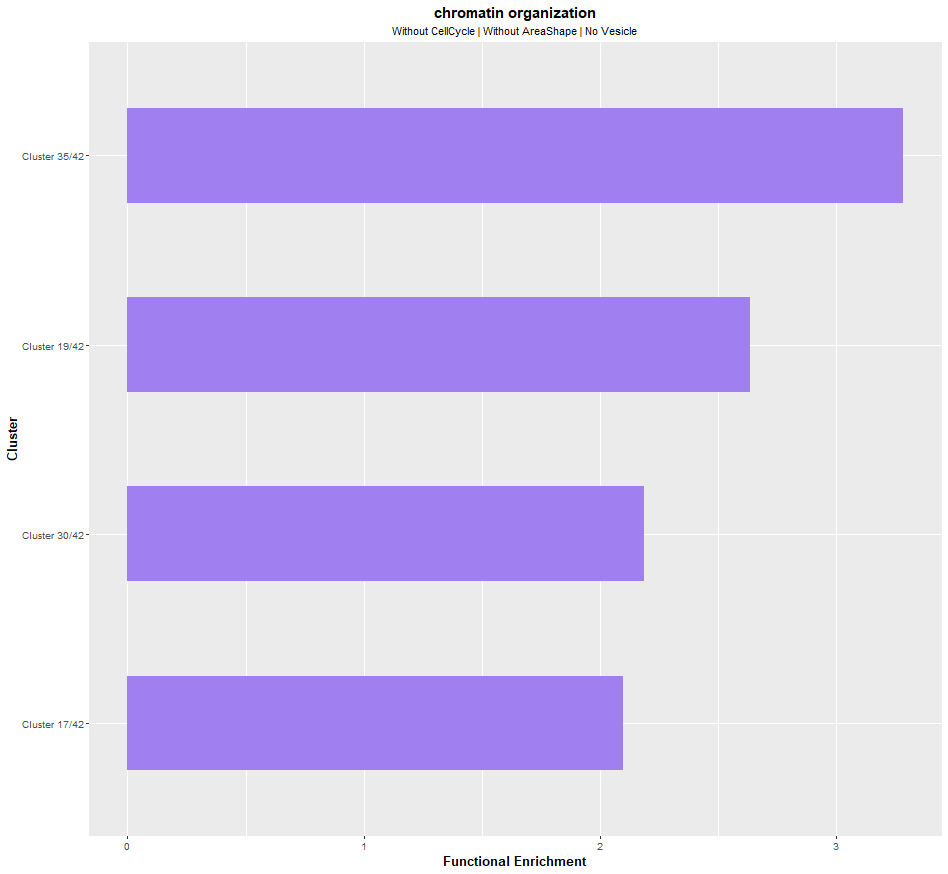 chromatin organization
Without CellCycle | Without AreaShape | No Vesicle
Cluster 35/42
Cluster 19/42
Cluster 30/42
Cluster 17/42
Cluster
0 1 2 3
Functional Enrichment